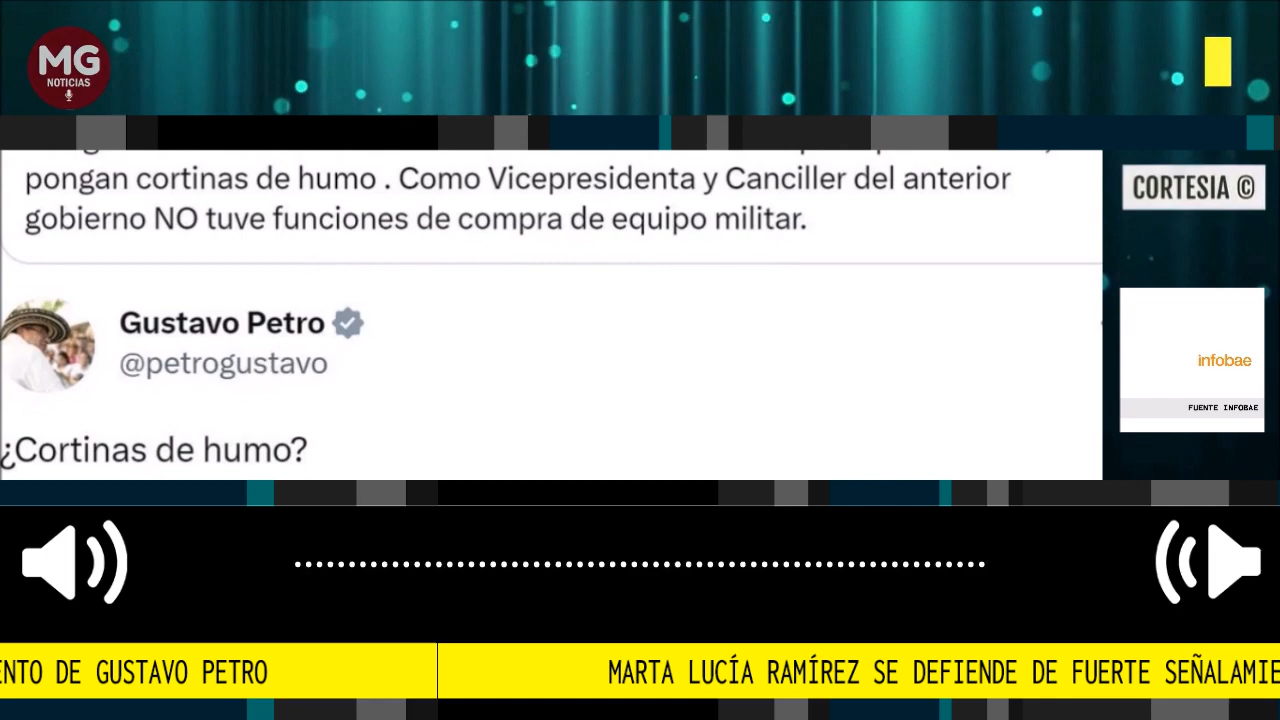 MG
NOTICIAS
CORTESIA ©
pongan cortinas de humo . Como Vicepresidenta y Canciller del anterior
gobierno NO tuve funciones de compra de equipo militar.
Gustavo Petro
@petrogustavo
infobae
FUENTE INFOBAE
¿Cortinas de humo?
DE GUSTAVO PETRO
MARTA LUCÍA RAMÍREZ SE DEFIENDE DE FUERTE